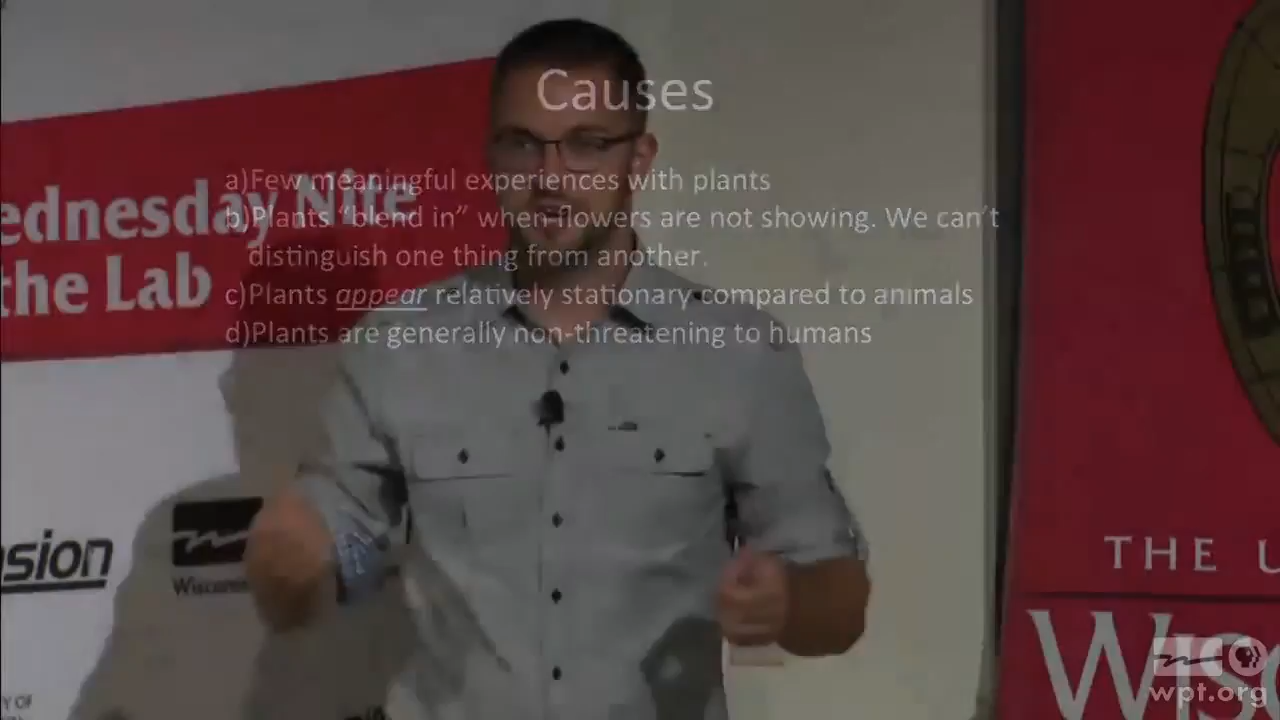 Causes
a)Few meaningful experiences with plants
b)Plants “blend in” when flowers are not showing. We can’t
distinguish one thing from another.
c)Plants appear relatively stationary compared to animals
d)Plants are generally non-threatening to humans
ednesday Nite
the Lab
sion
THE U
Wisc
wpt.org